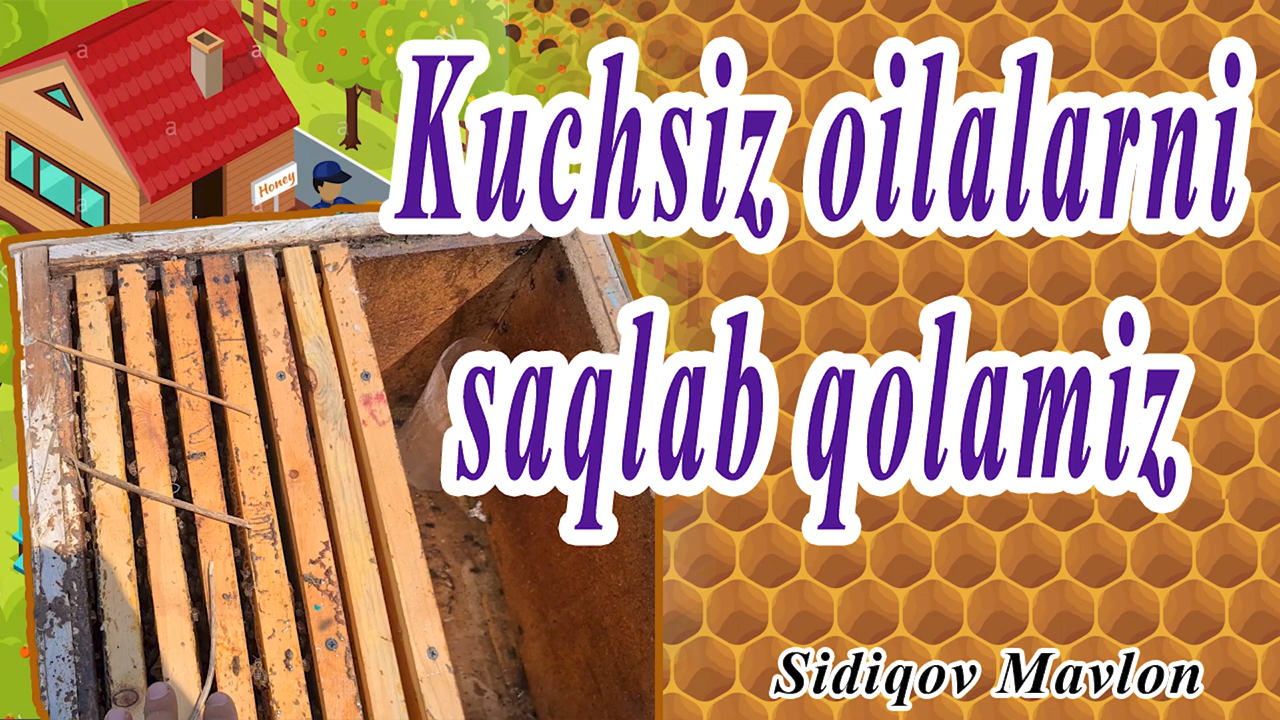 Kuchsiz oilalarni
Honey
saqlab qolamiz
Sidiqov Mavlon